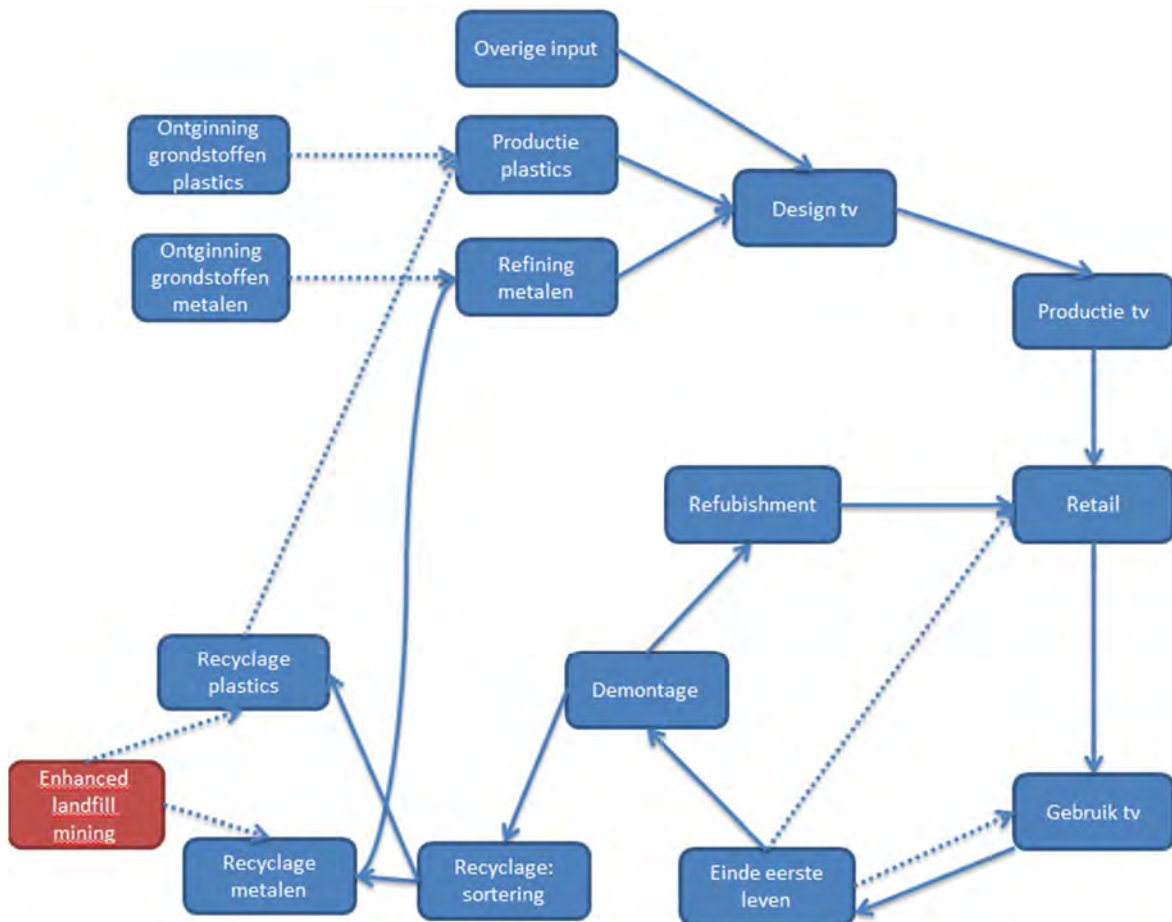 Overige input
Ontginning
grondstoffen
plastics
Productie
plastics
Design tv
Ontginning
grondstoffen
metalen
Refining
metalen
Productie tv
Refubishment
Retail
Recyclage
plastics
Demontage
Enhanced
landfill
mining
Gebruik tv
Recyclage
metalen
Recyclage:
sortering
Einde eerste
leven